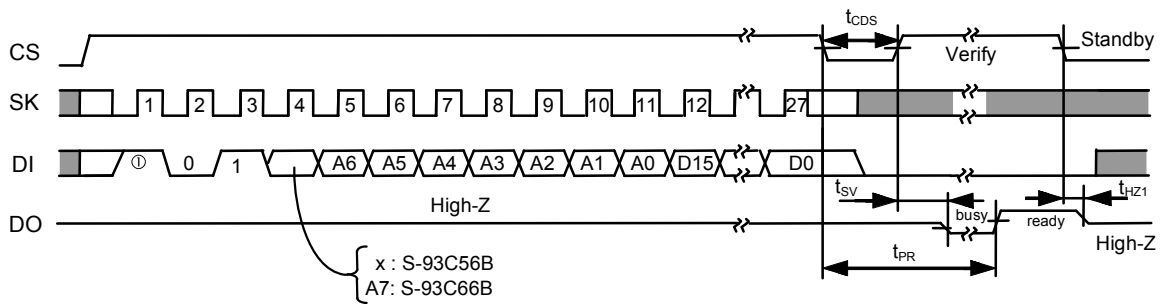 tCDS
CS Verify Standby
SK 1 2 3 4 5 6 7 8 9 10 11 12 27
DI ① 0 1 A6 A5 A4 A3 A2 A1 A0 D15 D0
tSV tHZ1
High-Z busy ready
DO High-Z
tPR
x : S-93C56B
A7: S-93C66B